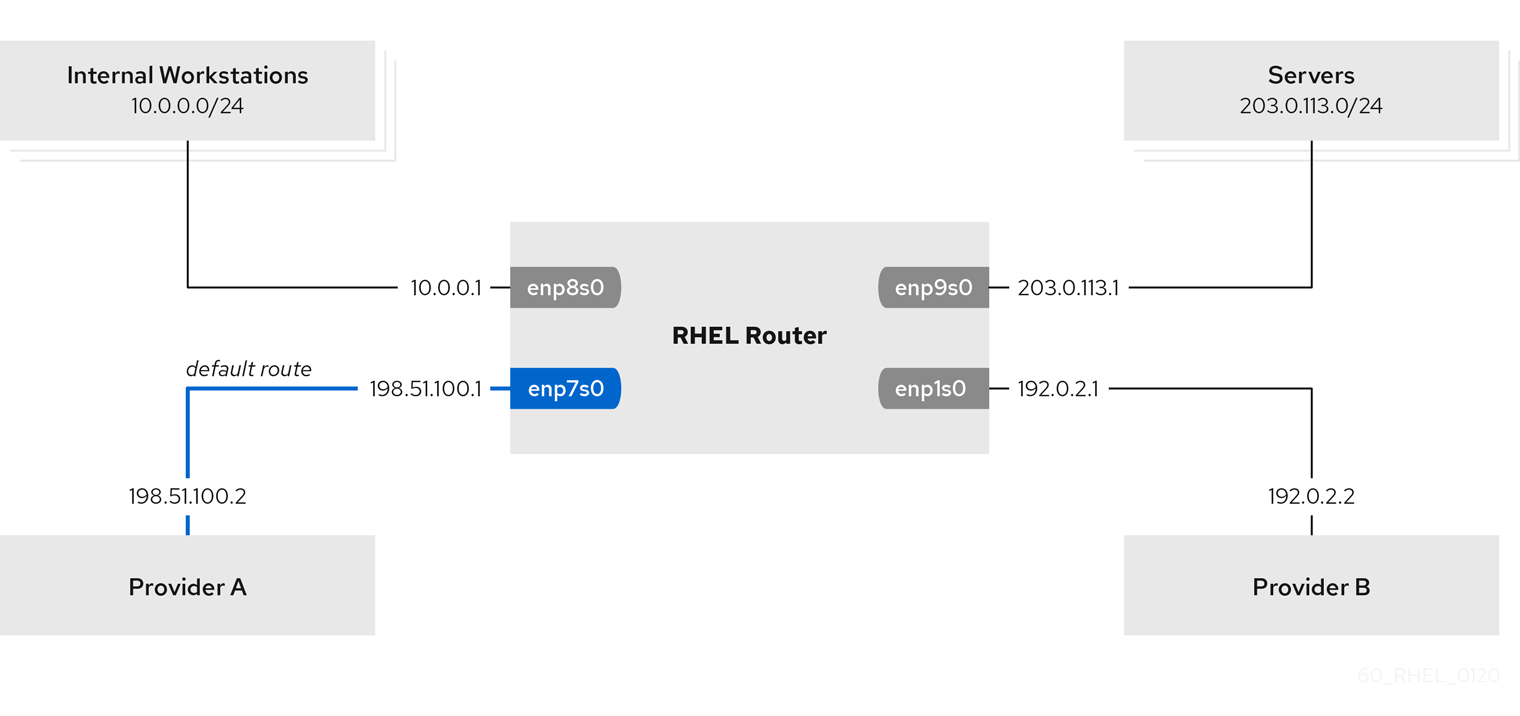 Internal Workstations
10.0.0.0/24
Servers
203.0.113.0/24
10.0.0.1
enp8s0
enp9s0
203.0.113.1
RHEL Router
default route
198.51.100.1
enp7s0
enp1s0
192.0.2.1
198.51.100.2
192.0.2.2
Provider A
Provider B
60_RHEL_0120